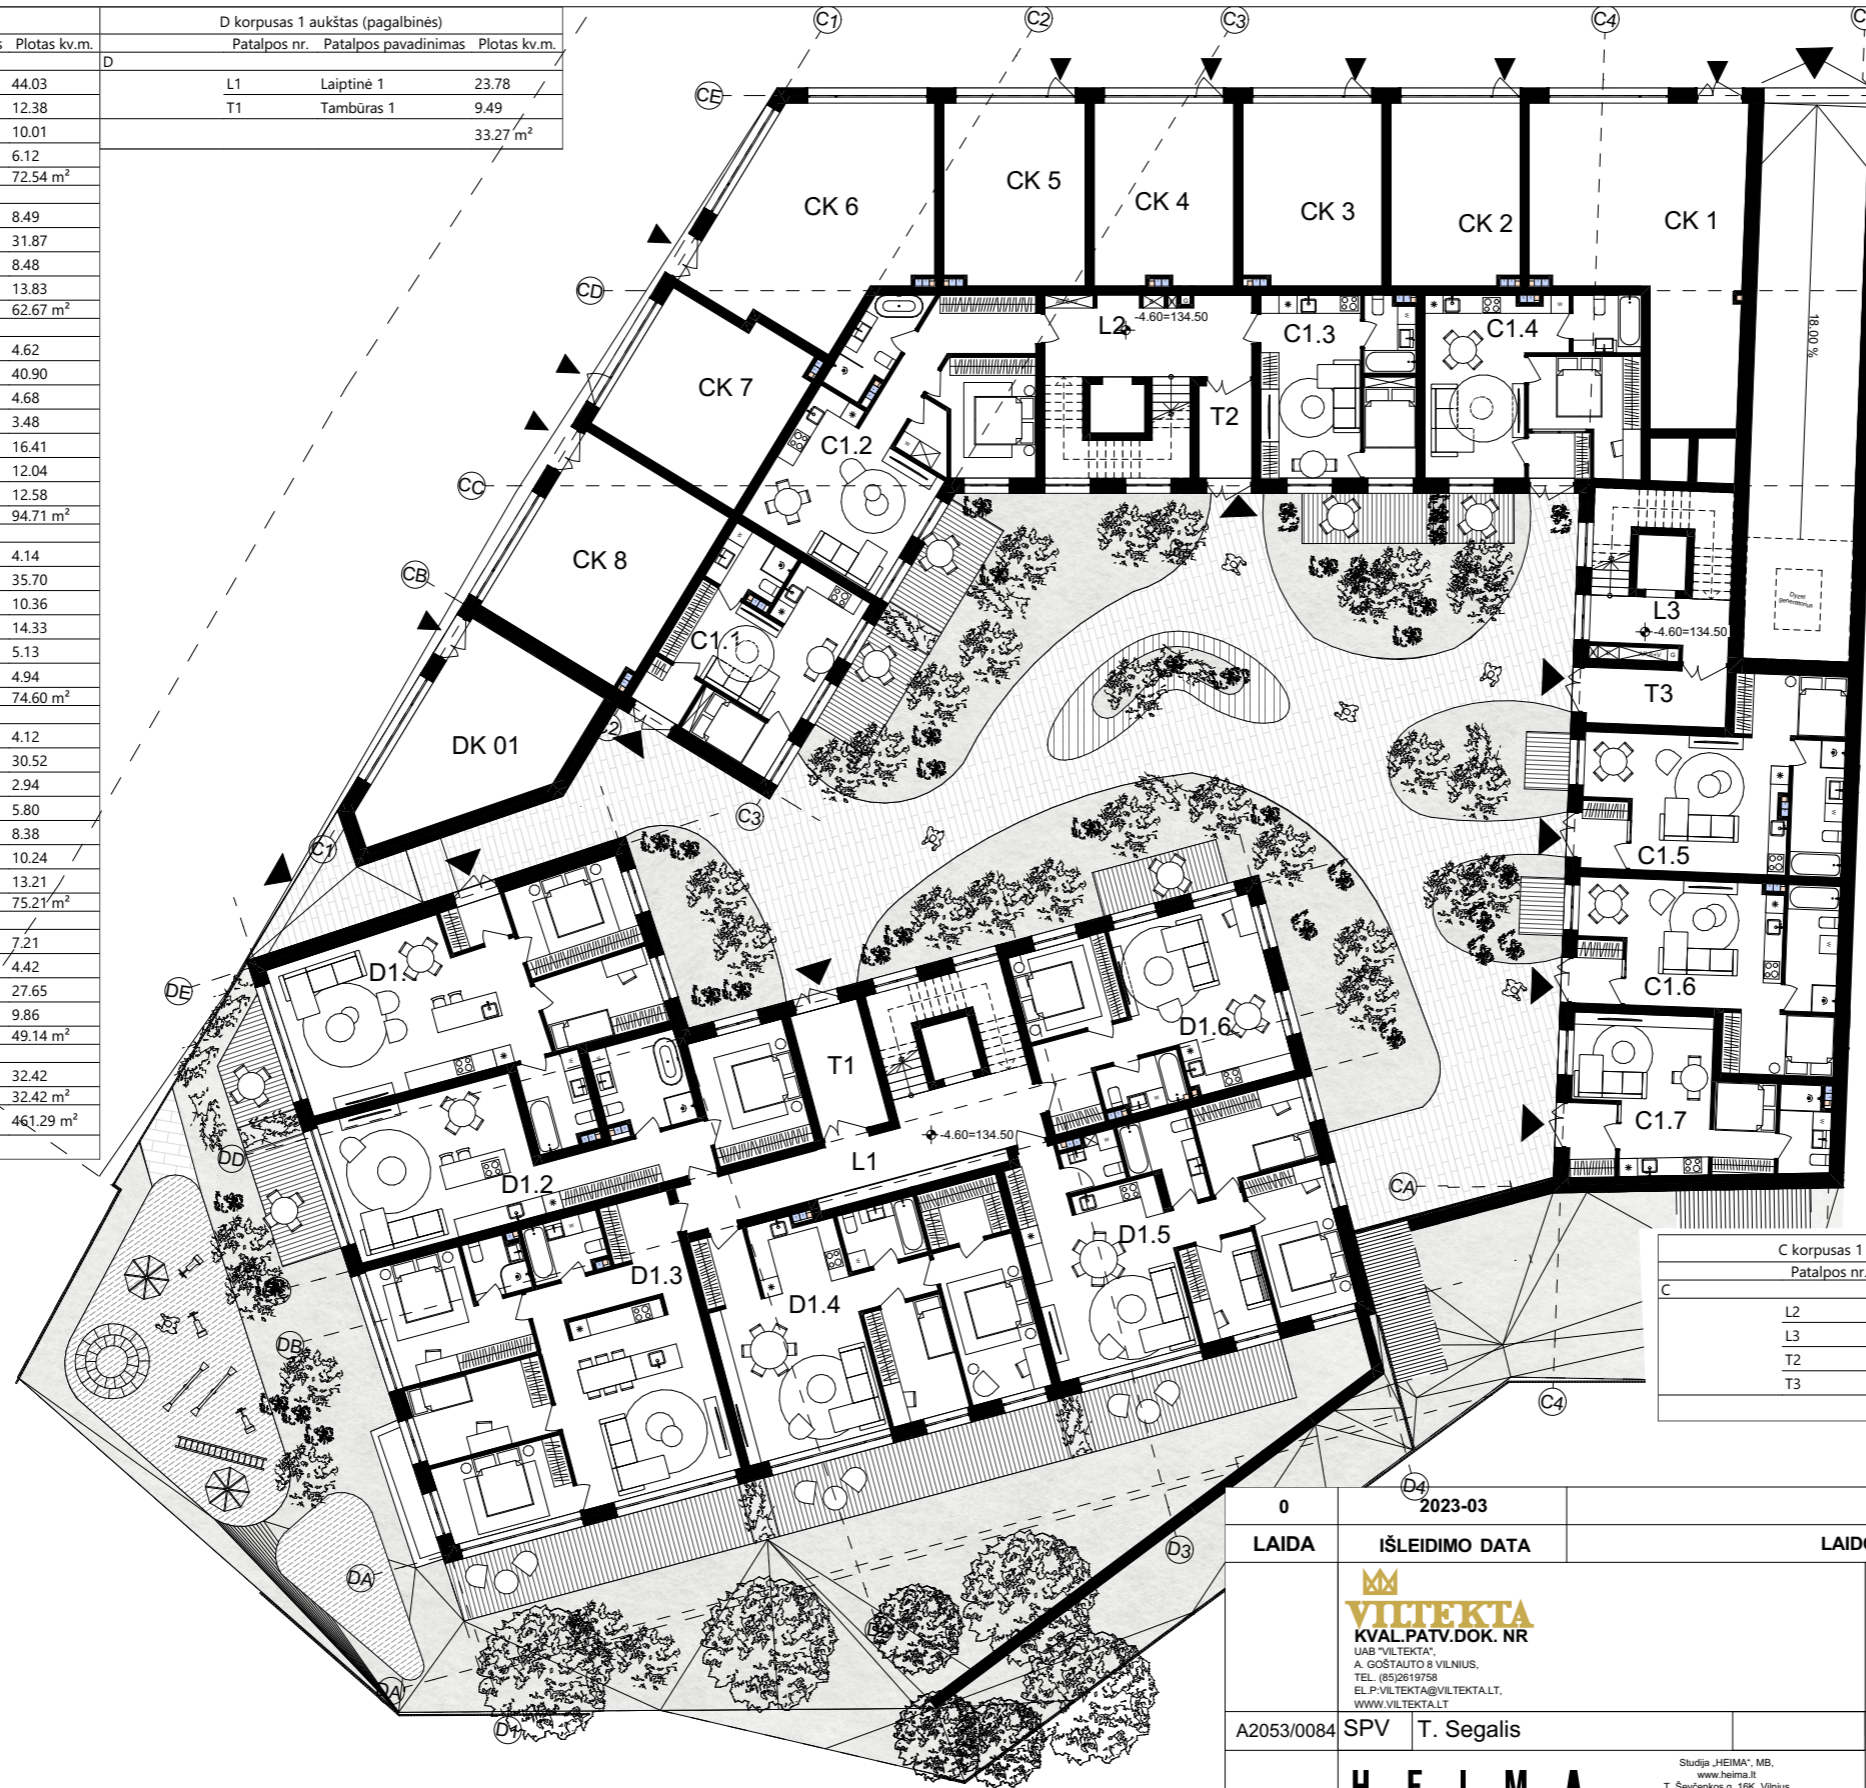 Plotas kv.m.
44.03
12.38
10.01
6.12
72.54 m²
8.49
31.87
8.48
13.83
62.67 m²
4.62
40.90
4.68
3.48
16.41
12.04
12.58
94.71 m²
4.14
35.70
10.36
14.33
5.13
4.94
74.60 m²
4.12
30.52
2.94
5.80
8.38
10.24
13.21
75.21 m²
7.21
4.42
27.65
9.86
49.14 m²
32.42
32.42 m²
461.29 m²
D korpusas 1 aukštas (pagalbinės)
Patalpos nr. Patalpos pavadinimas Plotas kv.m.
D
L1 Laiptinė 1 23.78
T1 Tambūras 1 9.49
33.27 m²
C1
C2
C3
C4
CE
CK 6
CK 5
CK 4
CK 3
CK 2
CK 1
CD
L2
-4.60=134.50
C1.3
C1.4
18.00 %
CK 7
T2
C1.2
CC
CK 8
CB
Dyzel generatorius
L3
-4.60=134.50
C1.1
T3
DK 01
C3
C1
C1.5
D1.
DE
C1.6
D1.6
T1
C1.7
-4.60=134.50
L1
DD
D1.2
CA
D1.5
D1.3
D1.4
DB
C4
D4
D3
DA
DA
D1
C korpusas 1
Patalpos nr.
C
L2
L3
T2
T3
0 2023-03
LAIDA IŠLEIDIMO DATA
VILTEKTA
KVAL.PATV.DOK. NR
UAB "VILTEKTA",
A. GOŠTAUTO 8 VILNIUS,
TEL. (85)2619758
EL.P:VILTEKTA@VILTEKTA.LT,
WWW.VILTEKTA.LT
A2053/0084 SPV T. Segalis
HEIMA
Studija „HEIMA“, MB,
www.heima.lt
T. Ševčenkos g. 16K, Vilnius